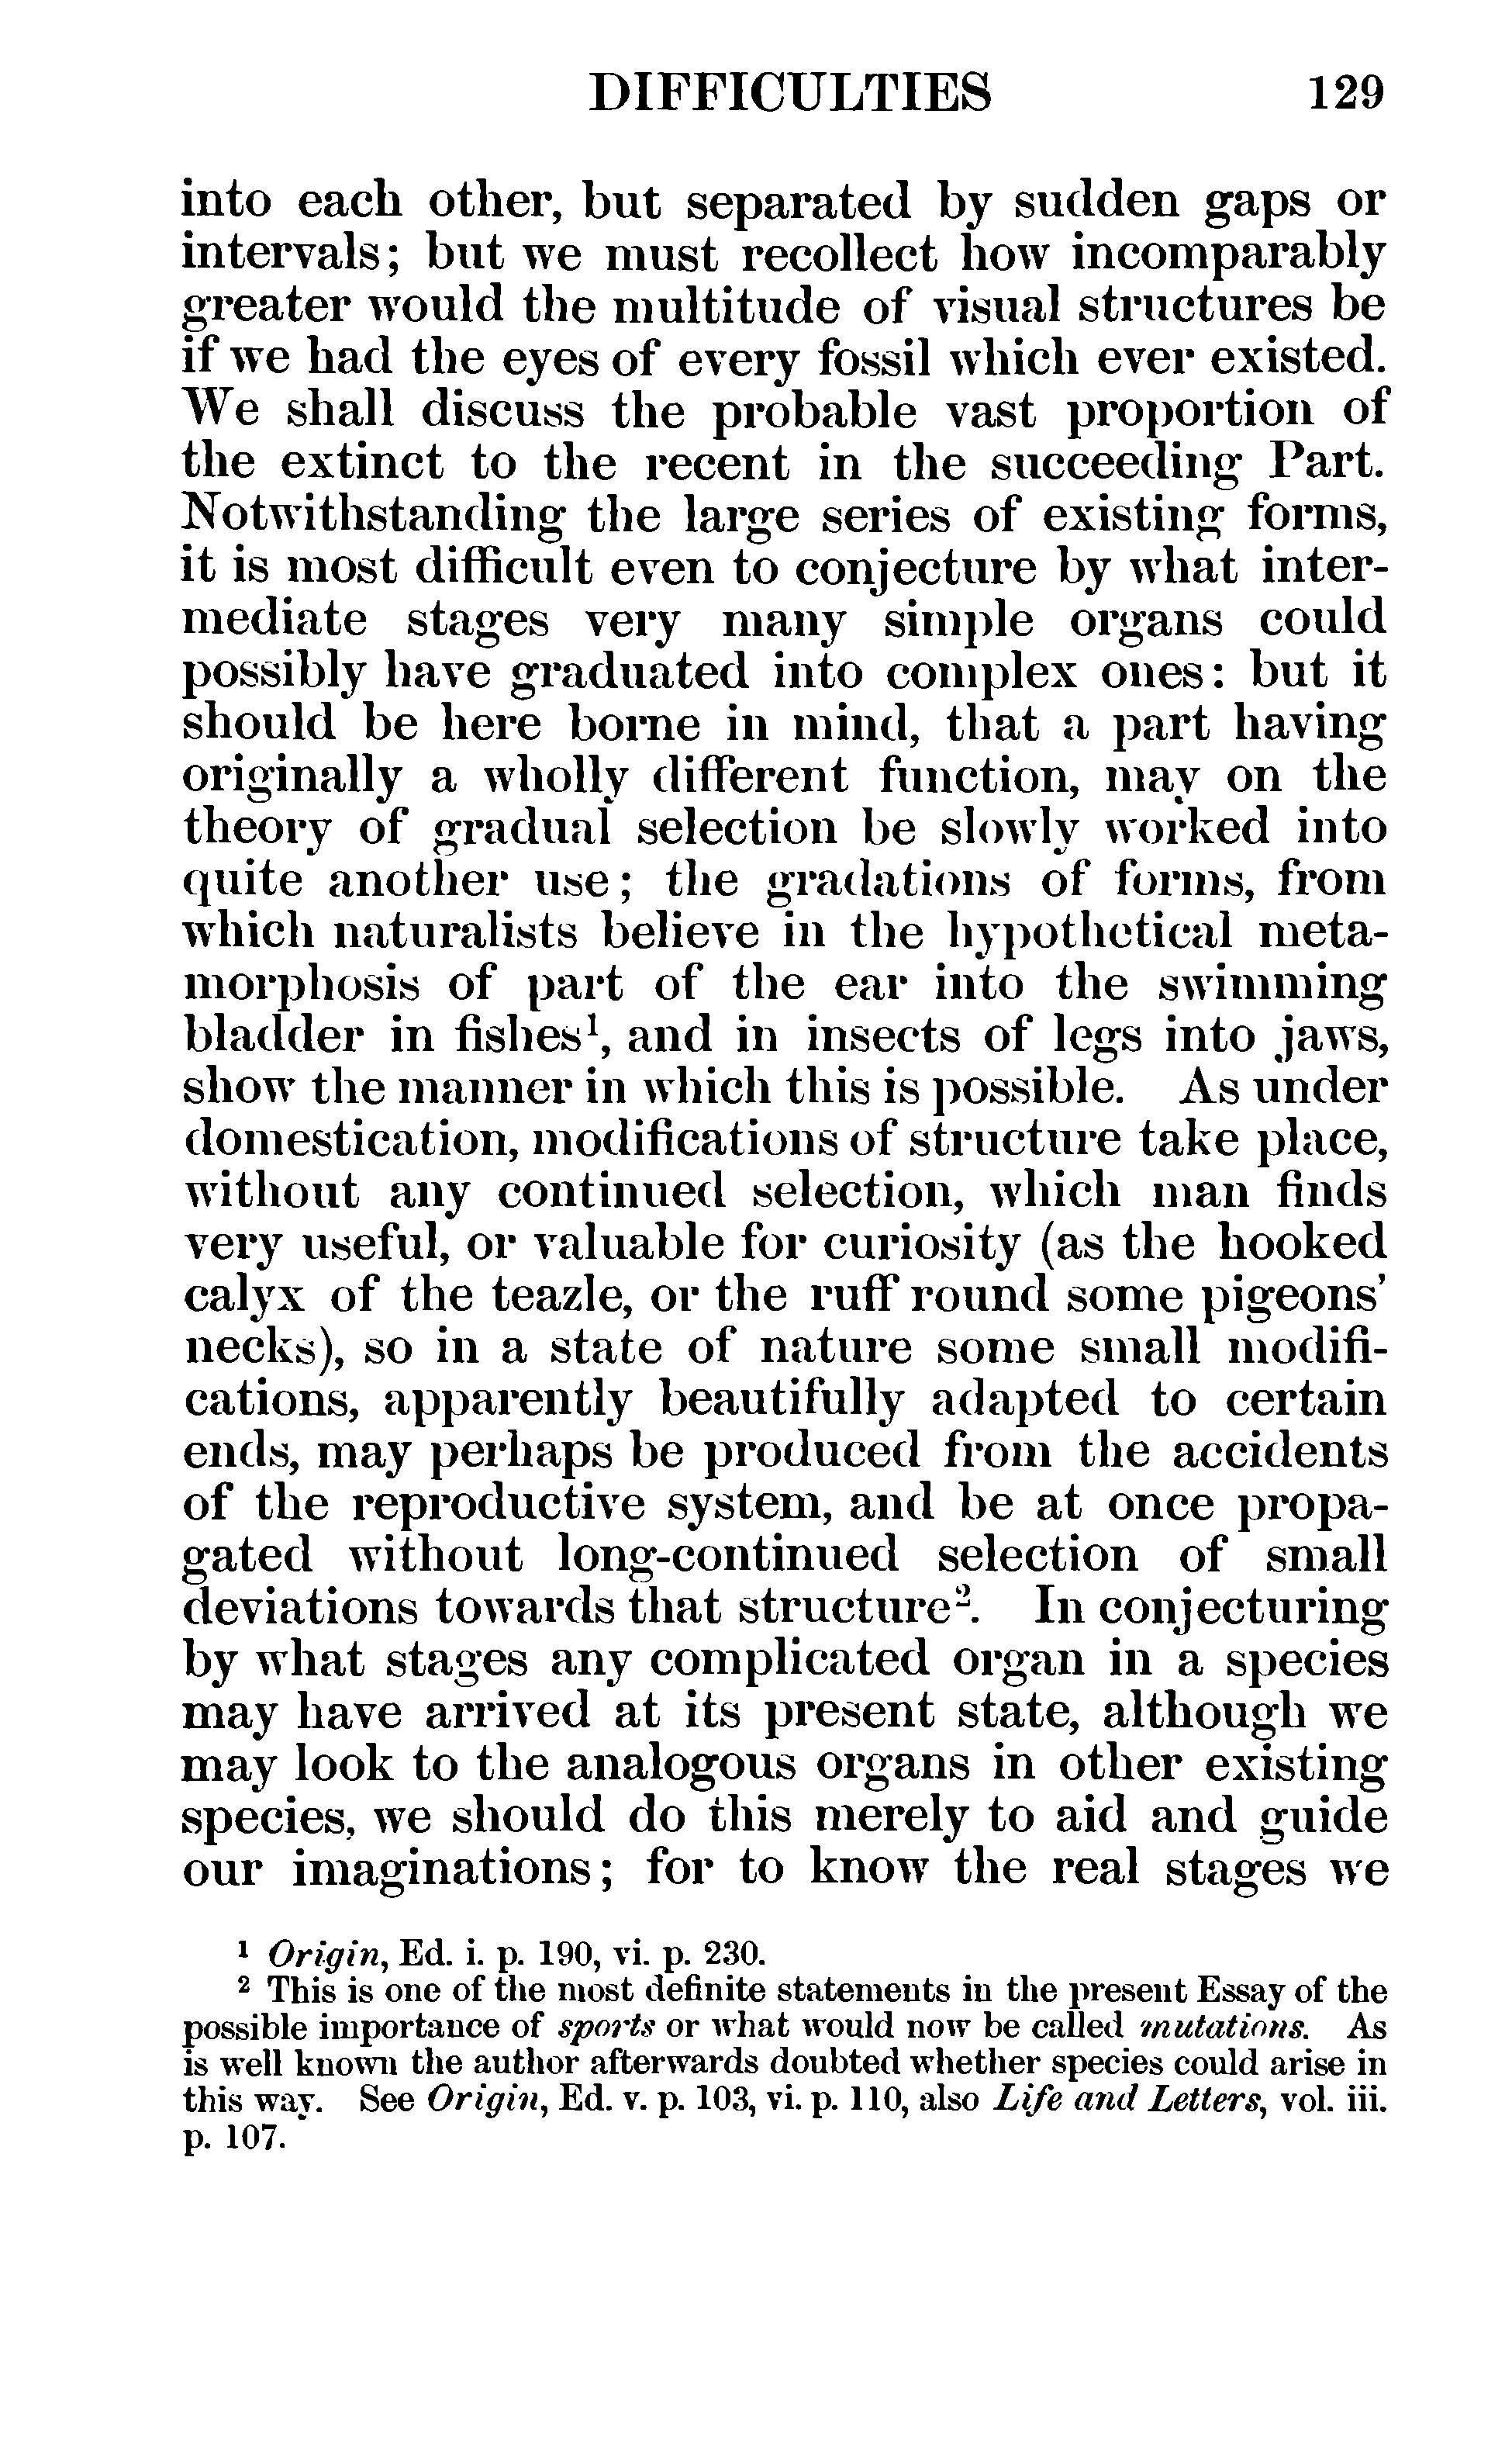 DIFFICULTIES 129
into each other, but separated by sudden gaps or
intervals; but we must recollect how incomparably
greater would the multitude of visual structures be
if we had the eyes of every fossil which ever existed.
We shall discuss the probable vast proportion of
the extinct to the recent in the succeeding Part.
Notwithstanding the large series of existing forms,
it is most difficult even to conjecture by what inter-
mediate stages very many simple organs could
possibly have graduated into complex ones: but it
should be here borne in mind, that a part having
originally a wholly different function, may on the
theory of gradual selection be slowly worked into
quite another use; the gradations of forms, from
which naturalists believe in the hypothetical meta-
morphosis of part of the ear into the swimming
bladder in fishes¹, and in insects of legs into jaws,
show the manner in which this is possible. As under
domestication, modifications of structure take place,
without any continued selection, which man finds
very useful, or valuable for curiosity (as the hooked
calyx of the teazle, or the ruff round some pigeons'
necks), so in a state of nature some small modifi-
cations, apparently beautifully adapted to certain
ends, may perhaps be produced from the accidents
of the reproductive system, and be at once propa-
gated without long-continued selection of small
deviations towards that structure². In conjecturing
by what stages any complicated organ in a species
may have arrived at its present state, although we
may look to the analogous organs in other existing
species, we should do this merely to aid and guide
our imaginations; for to know the real stages we
¹ Origin, Ed. i. p. 190, vi. p. 230.
² This is one of the most definite statements in the present Essay of the
possible importance of sports or what would now be called mutations. As
is well known the author afterwards doubted whether species could arise in
this way. See Origin, Ed. v. p. 103, vi. p. 110, also Life and Letters, vol. iii.
p. 107.